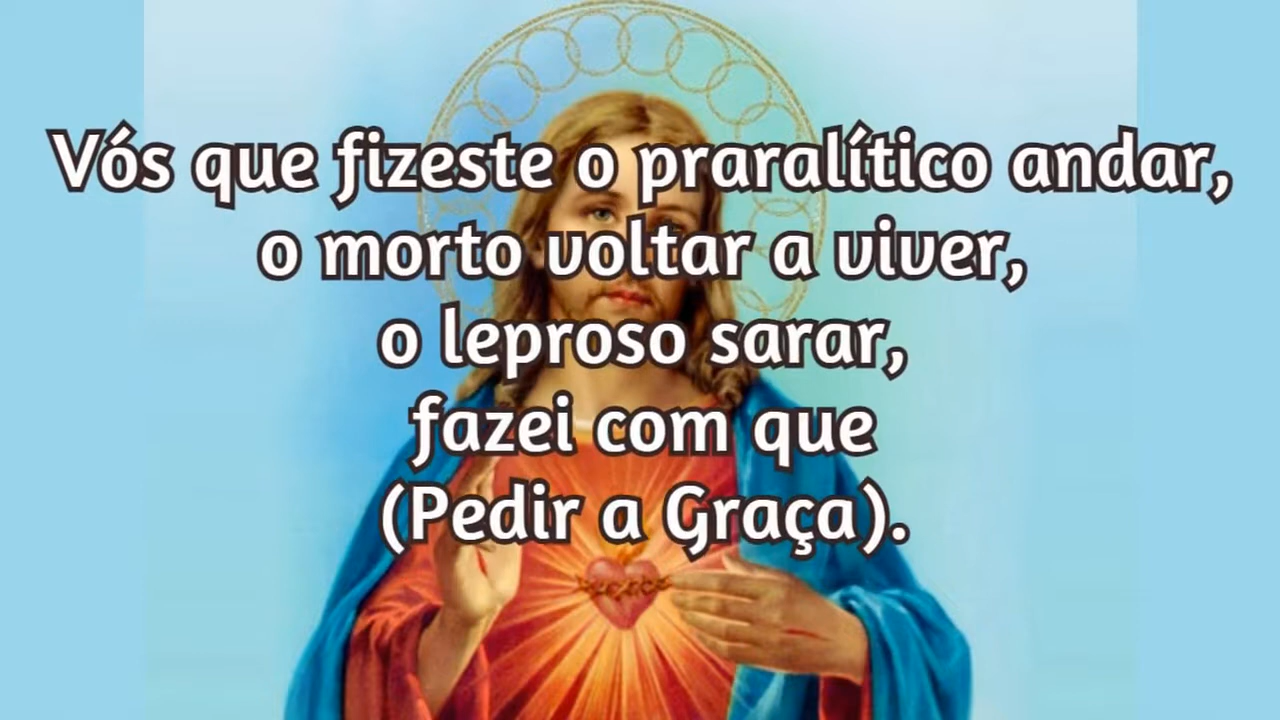 Vós que fizeste o praralítico andar,
o morto voltar a viver,
o leproso sarar,
fazei com que
(Pedir a Graça).